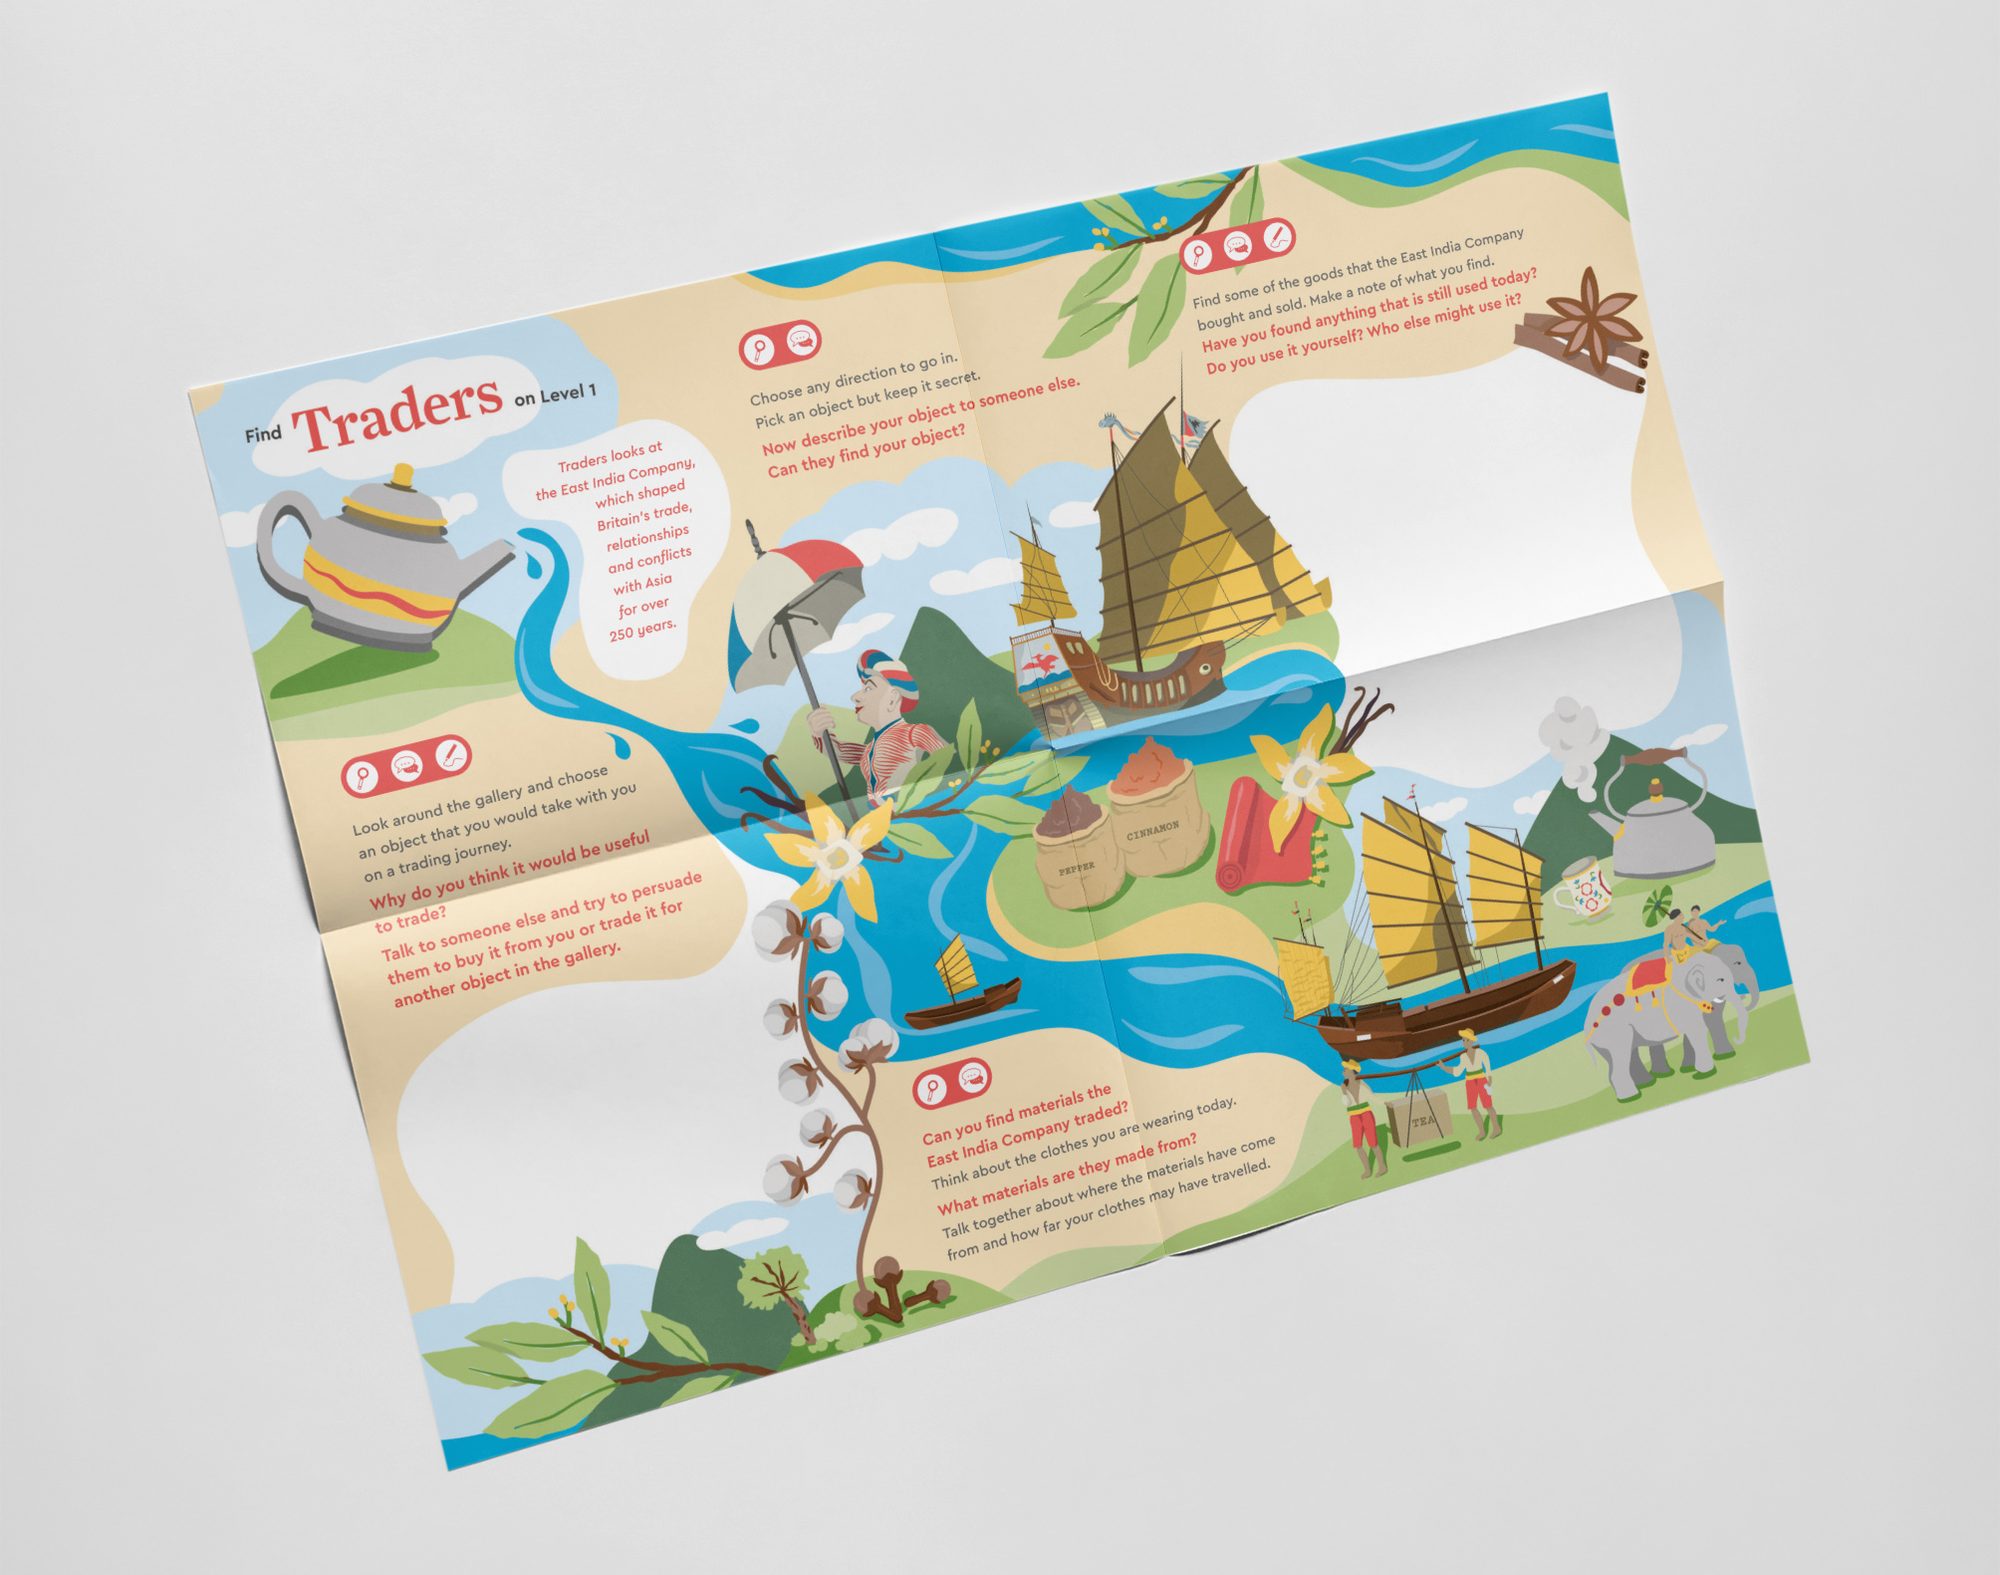 Find Traders on Level 1
Traders looks at
the East India Company,
which shaped
Britain's trade,
relationships
and conflicts
with Asia
for over
250 years.
Choose any direction to go in.
Pick an object but keep it secret.
Now describe your object to someone else.
Can they find your object?
Find some of the goods that the East India Company
bought and sold. Make a note of what you find.
Have you found anything that is still used today?
Do you use it yourself? Who else might use it?
Look around the gallery and choose
an object that you would take with you
on a trading journey.
Why do you think it would be useful
to trade?
Talk to someone else and try to persuade
them to buy it from you or trade it for
another object in the gallery.
PEPPER
CINNAMON
Can you find materials the
East India Company traded?
Think about the clothes you are wearing today.
What materials are they made from?
Talk together about where the materials have come
from and how far your clothes may have travelled.
TEA